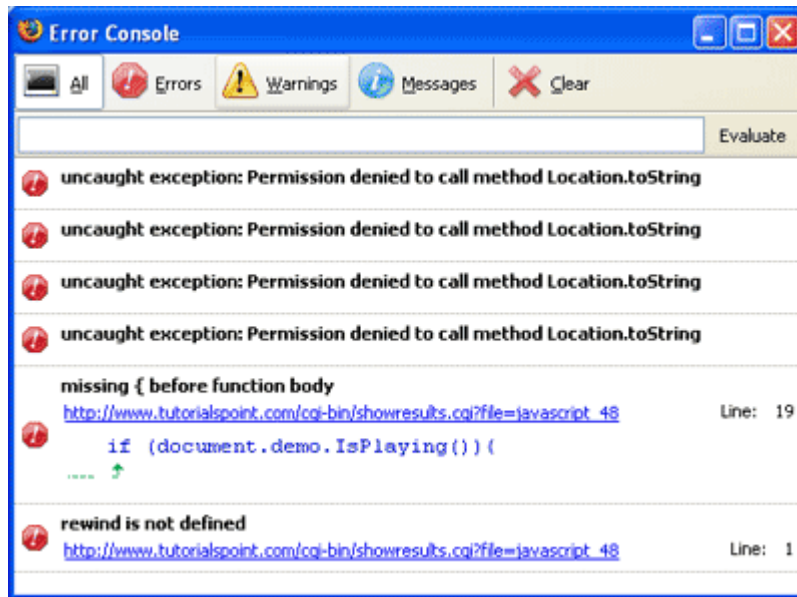 Error Console
All Errors Warnings Messages Clear
Evaluate
uncaught exception: Permission denied to call method Location.toString
uncaught exception: Permission denied to call method Location.toString
uncaught exception: Permission denied to call method Location.toString
uncaught exception: Permission denied to call method Location.toString
missing { before function body
http://www.tutorialspoint.com/cgi-bin/showresults.cgi?file=javascript_48 Line: 19
if (document.demo.IsPlaying()){
rewind is not defined
http://www.tutorialspoint.com/cgi-bin/showresults.cgi?file=javascript_48 Line: 1